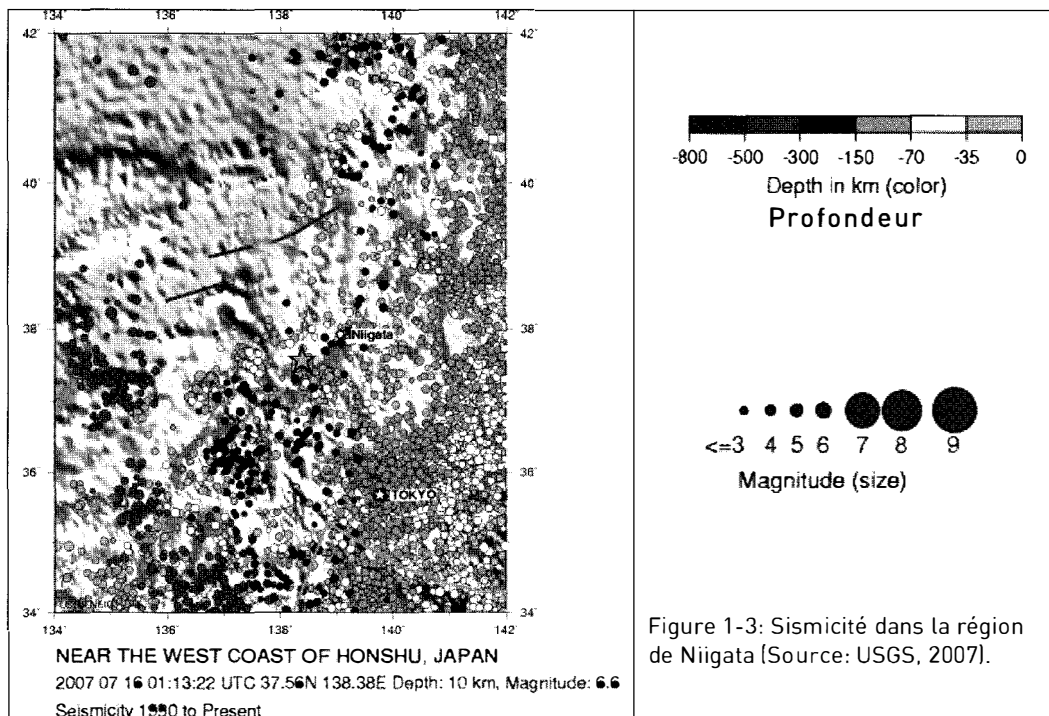 134° 136° 138° 140° 142°
42° 42°
40° 40°
38° 38°
36° 36°
34° 34°
134° 136° 138° 140° 142°
Niigata
TOKYO
NEAR THE WEST COAST OF HONSHU, JAPAN
2007 07 16 01:13:22 UTC 37.56N 138.38E Depth: 10 km, Magnitude: 6.6
Seismicity 1990 to Present
-800 -500 -300 -150 -70 -35 0
Depth in km (color)
Profondeur
<=3 4 5 6 7 8 9
Magnitude (size)
Figure 1-3: Sismicité dans la région
de Niigata (Source: USGS, 2007).